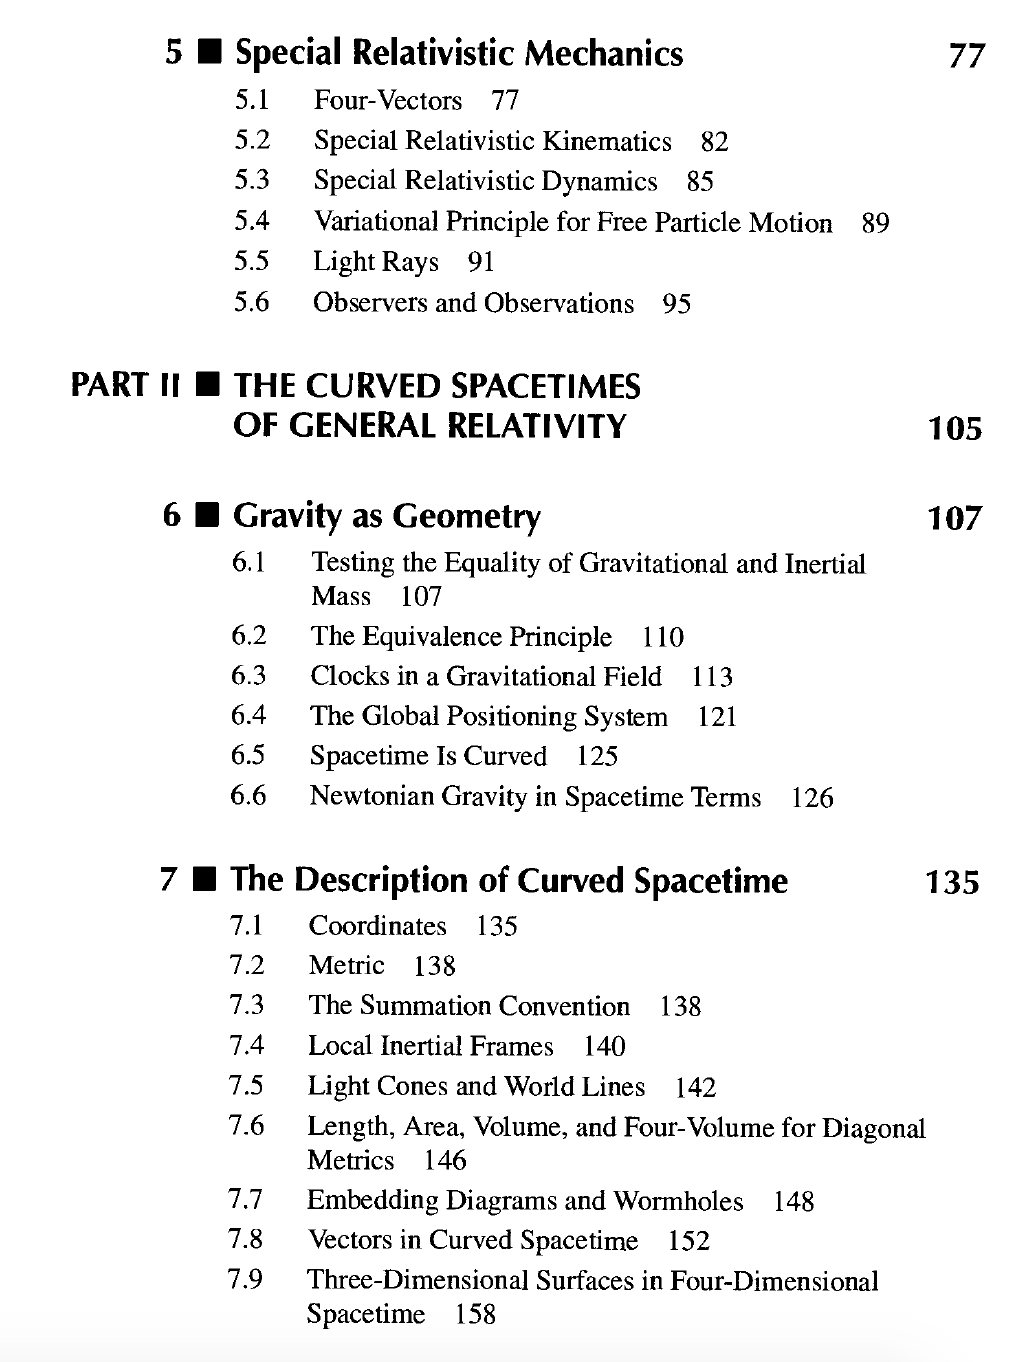 5 ■ Special Relativistic Mechanics 77
5.1 Four-Vectors 77
5.2 Special Relativistic Kinematics 82
5.3 Special Relativistic Dynamics 85
5.4 Variational Principle for Free Particle Motion 89
5.5 Light Rays 91
5.6 Observers and Observations 95
PART II ■ THE CURVED SPACETIMES
OF GENERAL RELATIVITY 105
6 ■ Gravity as Geometry 107
6.1 Testing the Equality of Gravitational and Inertial
Mass 107
6.2 The Equivalence Principle 110
6.3 Clocks in a Gravitational Field 113
6.4 The Global Positioning System 121
6.5 Spacetime Is Curved 125
6.6 Newtonian Gravity in Spacetime Terms 126
7 ■ The Description of Curved Spacetime 135
7.1 Coordinates 135
7.2 Metric 138
7.3 The Summation Convention 138
7.4 Local Inertial Frames 140
7.5 Light Cones and World Lines 142
7.6 Length, Area, Volume, and Four-Volume for Diagonal
Metrics 146
7.7 Embedding Diagrams and Wormholes 148
7.8 Vectors in Curved Spacetime 152
7.9 Three-Dimensional Surfaces in Four-Dimensional
Spacetime 158